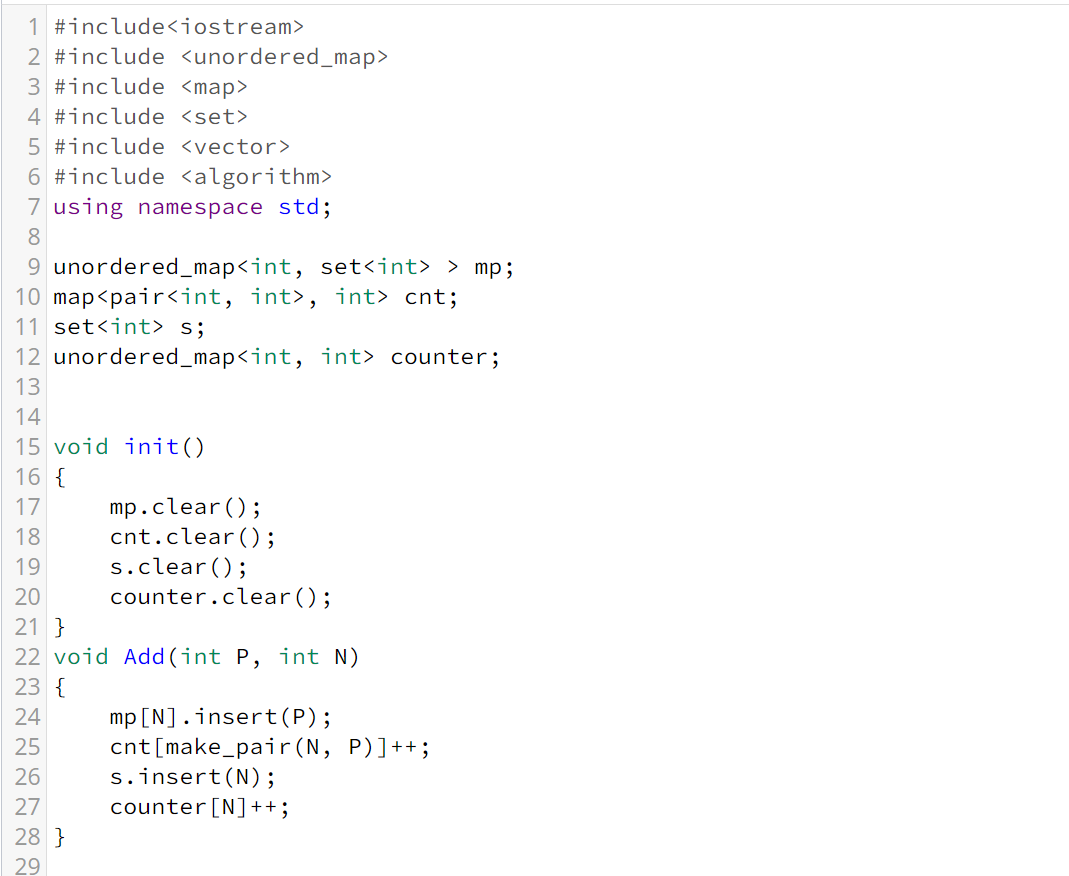 1 #include<iostream>
2 #include <unordered_map>
3 #include <map>
4 #include <set>
5 #include <vector>
6 #include <algorithm>
7 using namespace std;
8
9 unordered_map<int, set<int> > mp;
10 map<pair<int, int>, int> cnt;
11 set<int> s;
12 unordered_map<int, int> counter;
13
14
15 void init()
16 {
17     mp.clear();
18     cnt.clear();
19     s.clear();
20     counter.clear();
21 }
22 void Add(int P, int N)
23 {
24     mp[N].insert(P);
25     cnt[make_pair(N, P)]++;
26     s.insert(N);
27     counter[N]++;
28 }
29